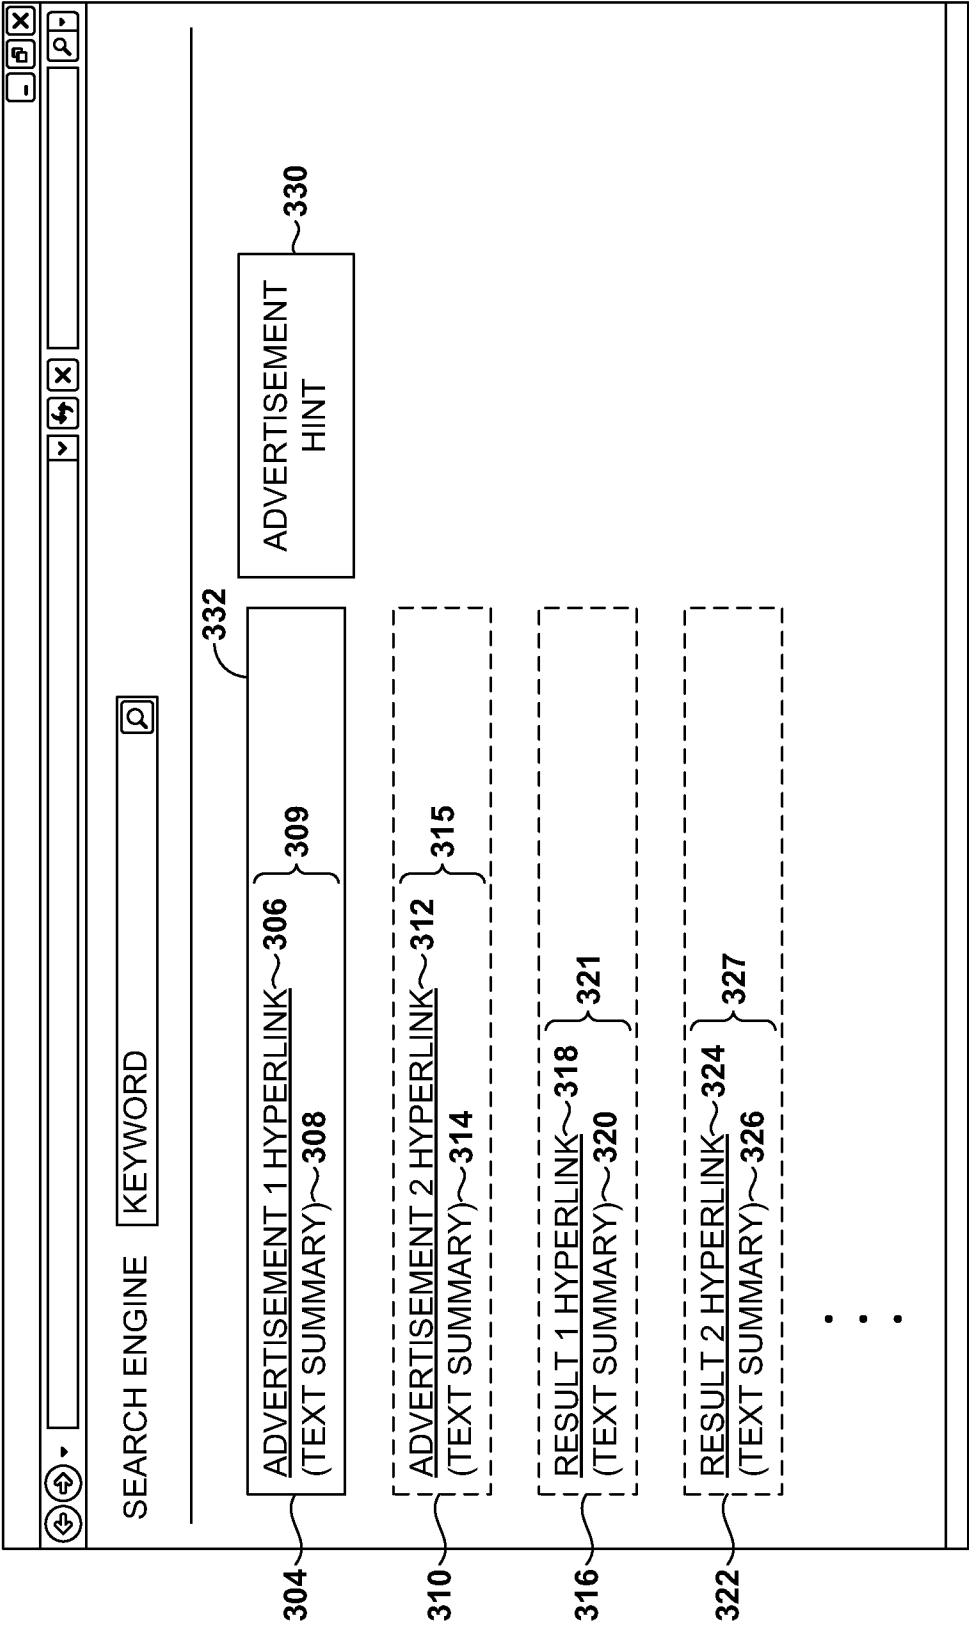 SEARCH ENGINE KEYWORD
332
304 ADVERTISEMENT 1 HYPERLINK 306 309
(TEXT SUMMARY) 308
ADVERTISEMENT
HINT
330
310 ADVERTISEMENT 2 HYPERLINK 312 315
(TEXT SUMMARY) 314
316 RESULT 1 HYPERLINK 318 321
(TEXT SUMMARY) 320
322 RESULT 2 HYPERLINK 324 327
(TEXT SUMMARY) 326